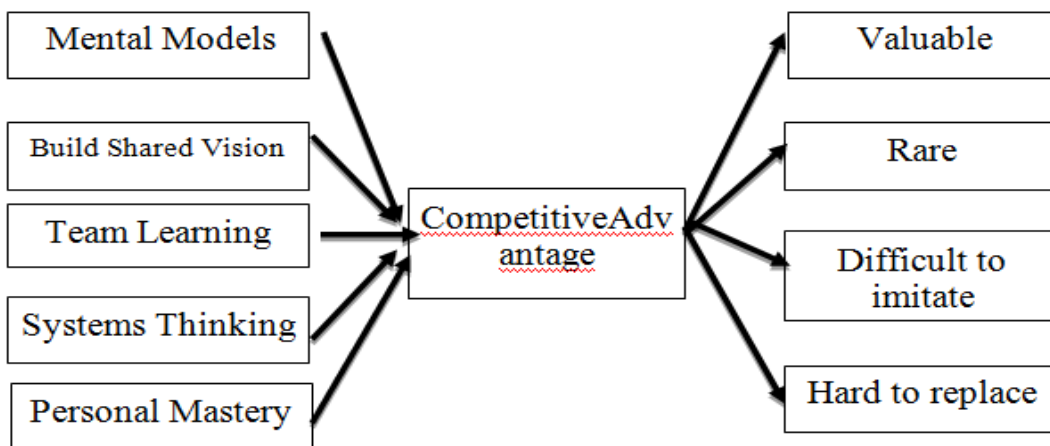 Mental Models
Build Shared Vision
Team Learning
Systems Thinking
Personal Mastery
CompetitiveAdv
antage
Valuable
Rare
Difficult to
imitate
Hard to replace